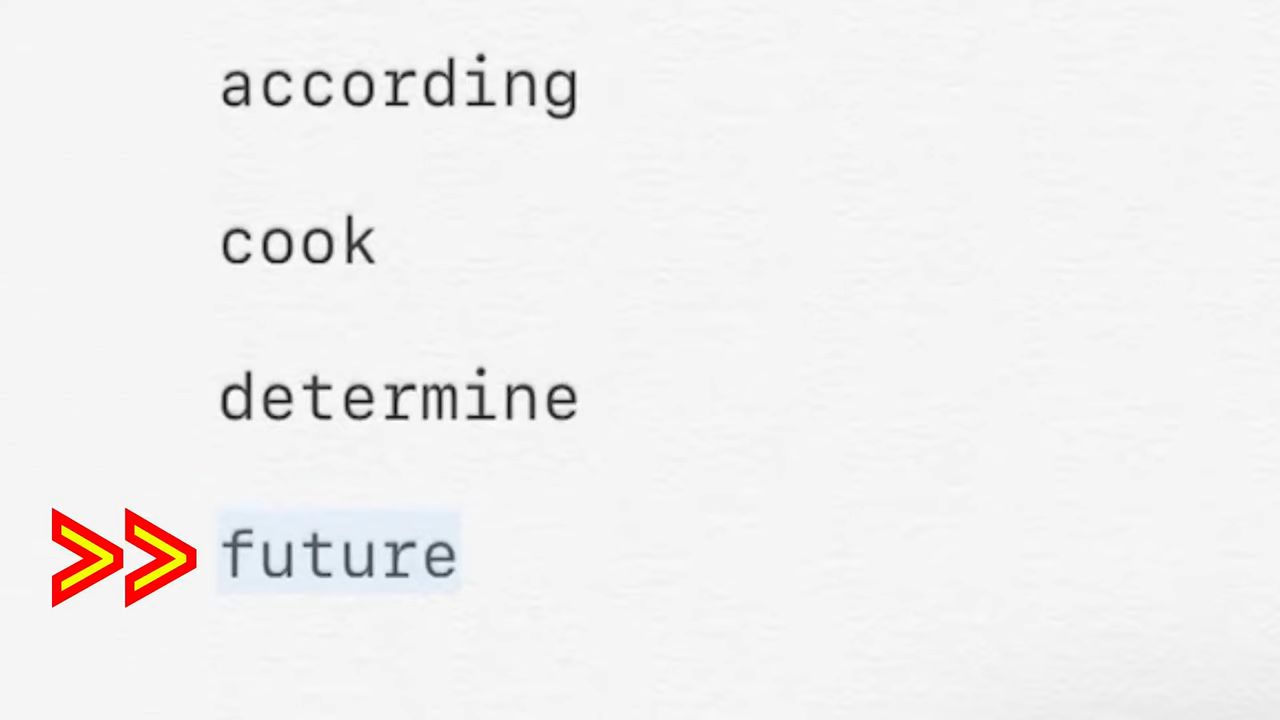 according
cook
determine
>> future